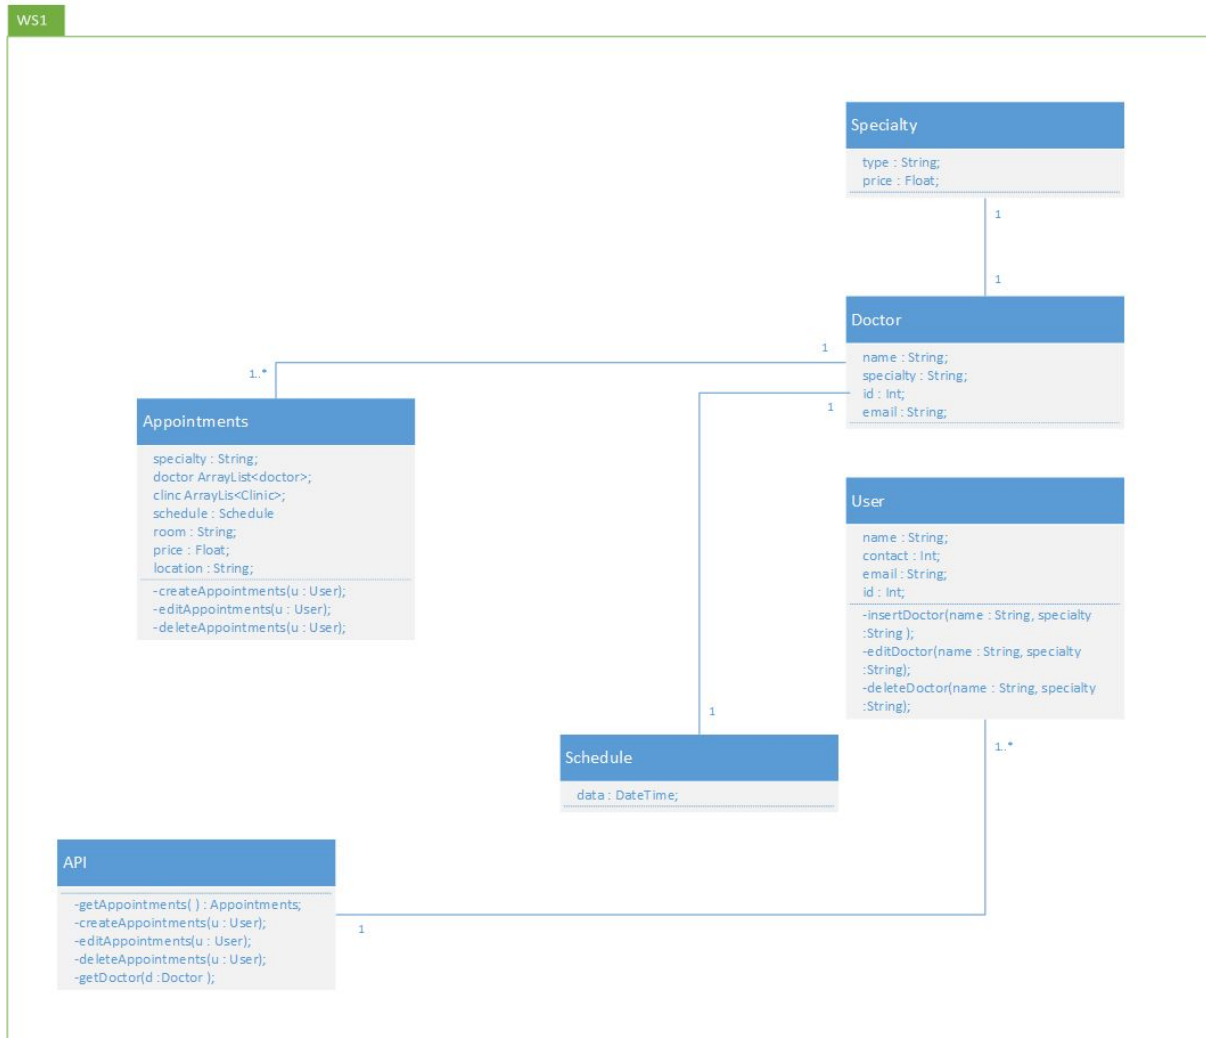 WS1
Specialty
type : String;
price : Float;
1
1
Doctor
name : String;
specialty : String;
id : Int;
email : String;
1
1..*
1
Appointments
specialty : String;
doctor ArrayList<doctor>;
clinc ArrayLis<Clinic>;
schedule : Schedule
room : String;
price : Float;
location : String;
-createAppointments(u : User);
-editAppointments(u : User);
-deleteAppointments(u : User);
User
name : String;
contact : Int;
email : String;
id : Int;
-insertDoctor(name : String, specialty
:String );
-editDoctor(name : String, specialty
:String);
-deleteDoctor(name : String, specialty
:String);
1
1..*
Schedule
data : DateTime;
API
-getAppointments( ) : Appointments;
-createAppointments(u : User);
-editAppointments(u : User);
-deleteAppointments(u : User);
-getDoctor(d :Doctor );
1